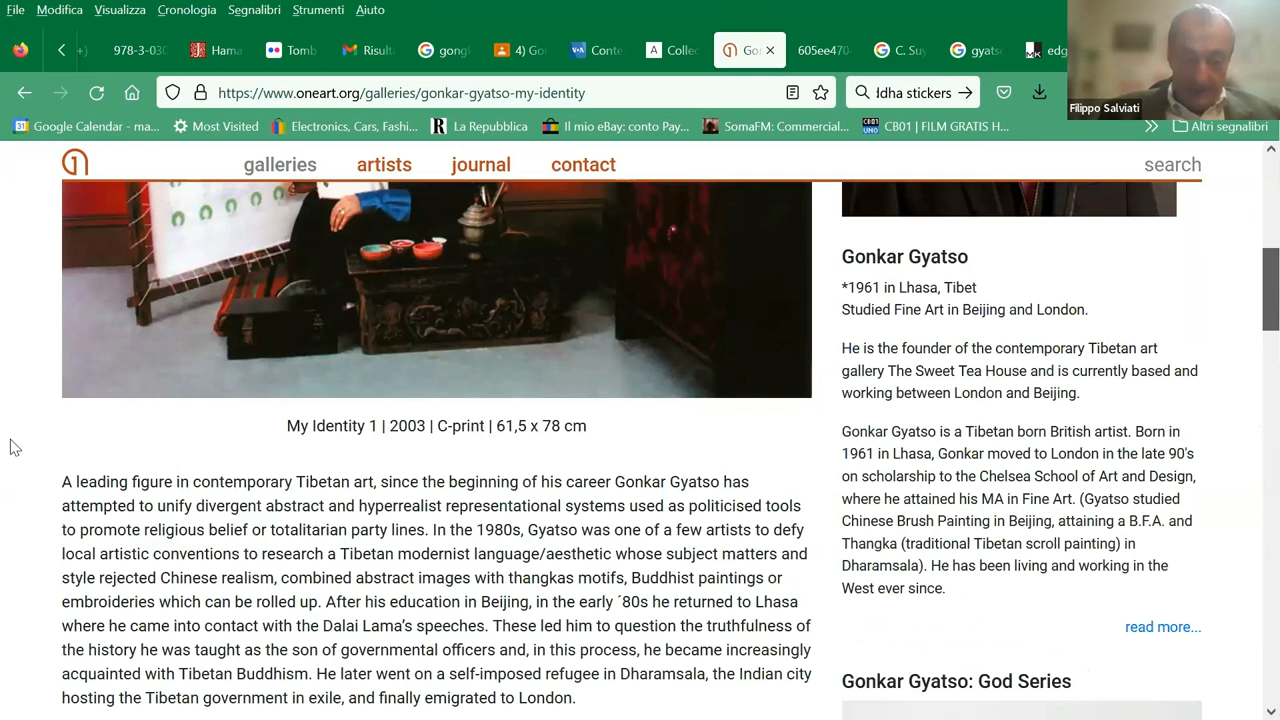 File Modifica Visualizza Cronologia Segnalibri Strumenti Aiuto
+) 978-3-030 Hama Tomb Risult gongl 4) Go Conte Collec Gon 605ee470- C. Suy gyats edg
https://www.oneart.org/galleries/gonkar-gyatso-my-identity
ldha stickers
Filippo Salviati
Google Calendar - ma... Most Visited Electronics, Cars, Fashi... La Repubblica Il mio eBay: conto Pay... SomaFM: Commercial... CB01 | FILM GRATIS H... Altri segnalibri
galleries artists journal contact search
My Identity 1 | 2003 | C-print | 61,5 x 78 cm
A leading figure in contemporary Tibetan art, since the beginning of his career Gonkar Gyatso has
attempted to unify divergent abstract and hyperrealist representational systems used as politicised tools
to promote religious belief or totalitarian party lines. In the 1980s, Gyatso was one of a few artists to defy
local artistic conventions to research a Tibetan modernist language/aesthetic whose subject matters and
style rejected Chinese realism, combined abstract images with thangkas motifs, Buddhist paintings or
embroideries which can be rolled up. After his education in Beijing, in the early ´80s he returned to Lhasa
where he came into contact with the Dalai Lama’s speeches. These led him to question the truthfulness of
the history he was taught as the son of governmental officers and, in this process, he became increasingly
acquainted with Tibetan Buddhism. He later went on a self-imposed refugee in Dharamsala, the Indian city
hosting the Tibetan government in exile, and finally emigrated to London.
Gonkar Gyatso
*1961 in Lhasa, Tibet
Studied Fine Art in Beijing and London.
He is the founder of the contemporary Tibetan art
gallery The Sweet Tea House and is currently based and
working between London and Beijing.
Gonkar Gyatso is a Tibetan born British artist. Born in
1961 in Lhasa, Gonkar moved to London in the late 90's
on scholarship to the Chelsea School of Art and Design,
where he attained his MA in Fine Art. (Gyatso studied
Chinese Brush Painting in Beijing, attaining a B.F.A. and
Thangka (traditional Tibetan scroll painting) in
Dharamsala). He has been living and working in the
West ever since.
read more...
Gonkar Gyatso: God Series